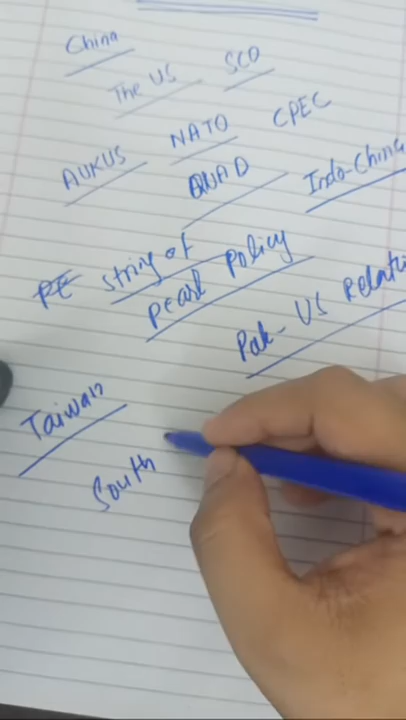 China
The US
SCO
AUKUS
NATO
CPEC
QUAD
Indo-China
String of
Pearl Policy
Pak-US Relati
Taiwan
South